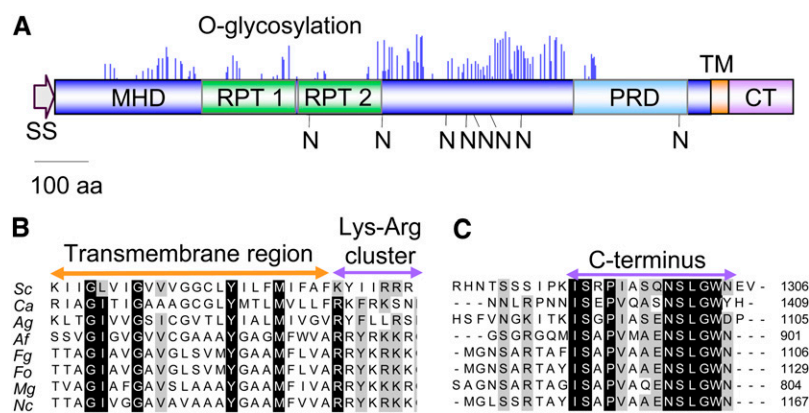 A
O-glycosylation
TM
MHD RPT 1 RPT 2 PRD CT
SS
N N N N N N N N
100 aa
B
Transmembrane region
Lys-Arg
cluster
Sc K I I G L V I G V V V G G C L Y I L F M I F A F K Y I I R R R
Ca R I A G I T I G A A A G C G L Y M T L M V L L F R K F R K S N
Ag K L T G I V V G S I C G V T L Y I A L M I V G V R Y F L L R S
Af S S V G I G V G V C G A A A Y G A G M F W V A R R Y R K K
Fg T T A G I A V G A V G L S V M Y G A A M F V V A R R Y K R K
Fo T T A G I A V G A V G L S V M Y G A A M F V V A R R Y K R K
Mg T V A G I A F G A V S L A A A Y G A A M F L V A R R Y K K K
Nc T T A G I V G G A V A V A A A Y G A A M F L V A R R Y K K K
C
C-terminus
R H N T S S S I P K I S R P I A S Q N S L G W N E V - 1306
- - - N N L R P N N I S E P V Q A S N S L G W Y H - 1409
H S F V N G K I T K I S G P I A S E N S L G W D P - 1105
- - - G S G R G Q M I S A P V M A E N S L G W N - - 901
- - M G N S A R T A F I S A P V A A E N S L G W N - - 1106
- - M G N S A R T A Y I S A P V A A E N S L G W N - - 1129
S A G N S A R T A Y I S A P V A Q E N S L G W N - - 804
- - M G L S S R T A Y I S A P V A A E N S L G W N - - 1167